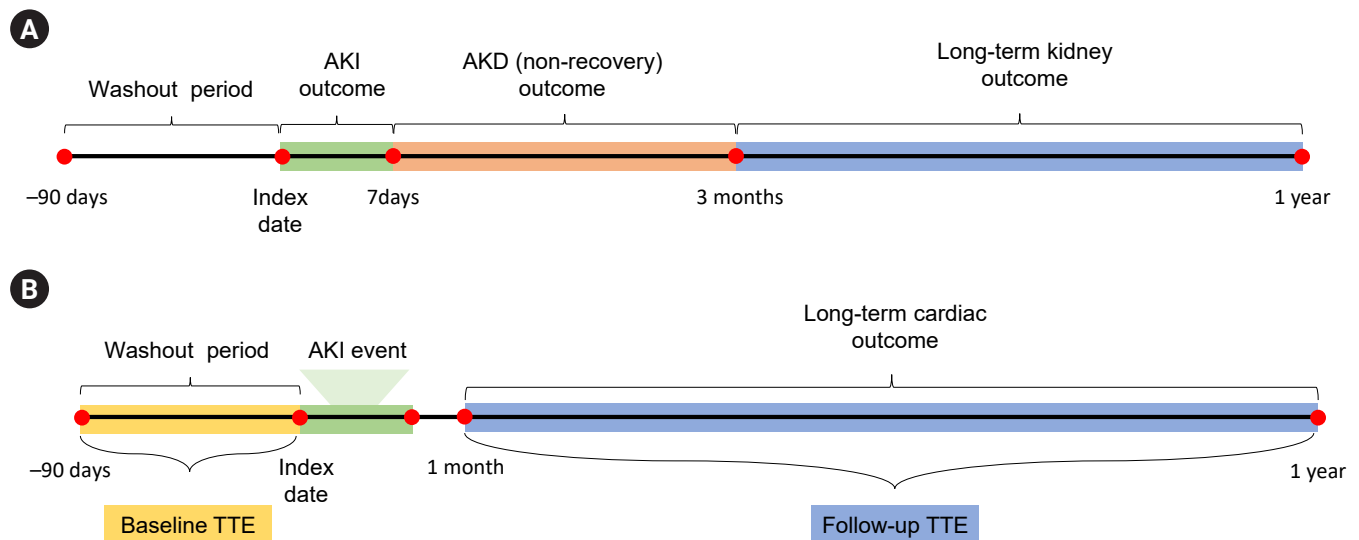 A
Washout period
AKI
outcome
AKD (non-recovery)
outcome
Long-term kidney
outcome
–90 days
Index
date
7days
3 months
1 year
B
Washout period
AKI event
Long-term cardiac
outcome
–90 days
Index
date
1 month
1 year
Baseline TTE
Follow-up TTE